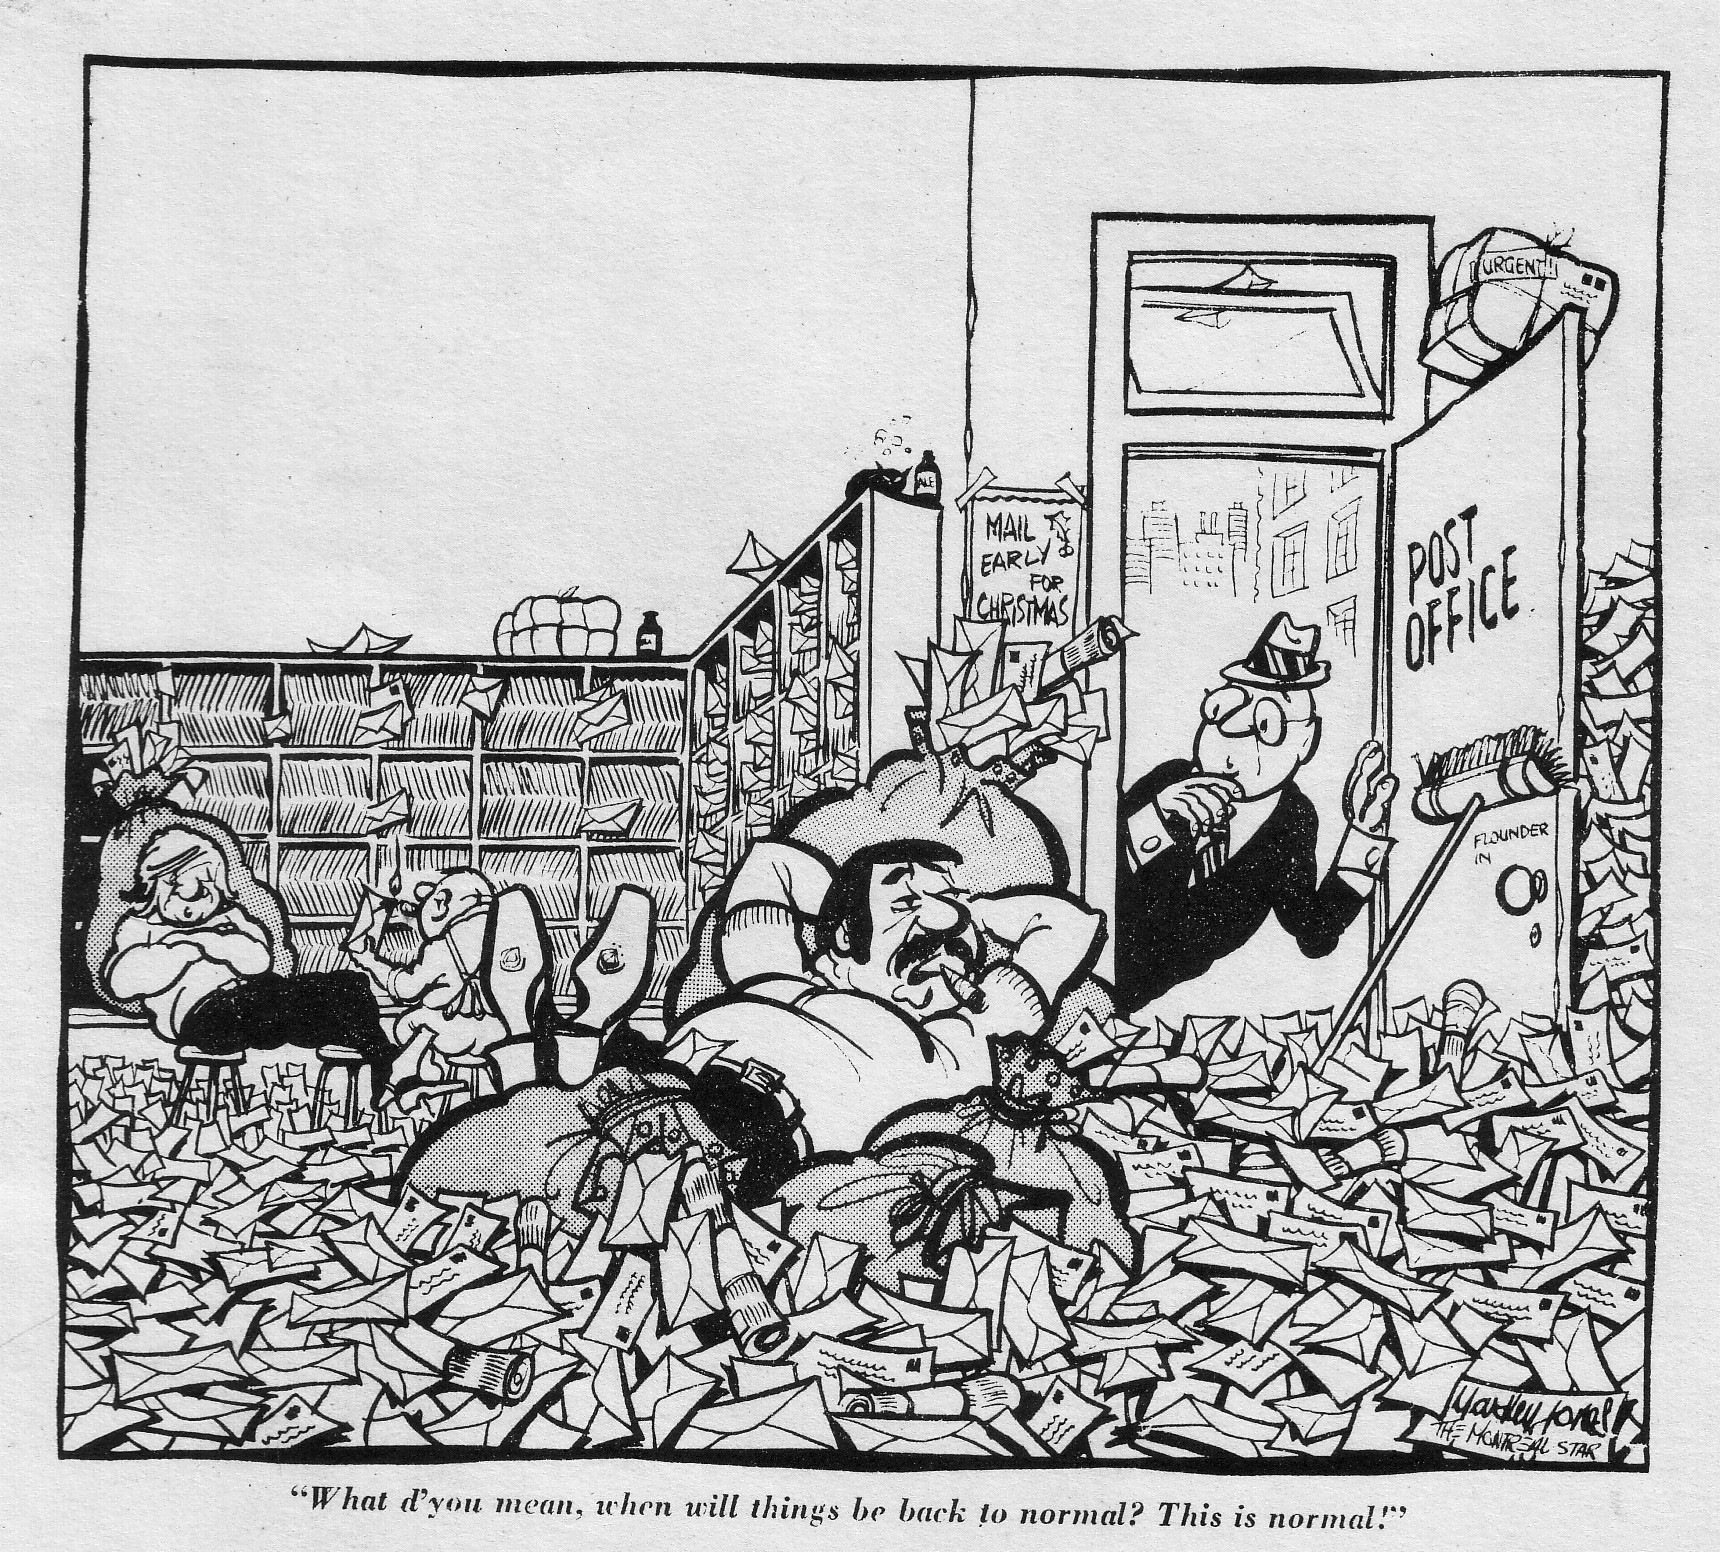 URGENT!!
ALE
MAIL
EARLY
FOR
CHRISTMAS
POST
OFFICE
FLOUNDER
IN
Yardley Jones
THE MONTREAL STAR
“What d’you mean, when will things be back to normal? This is normal!”